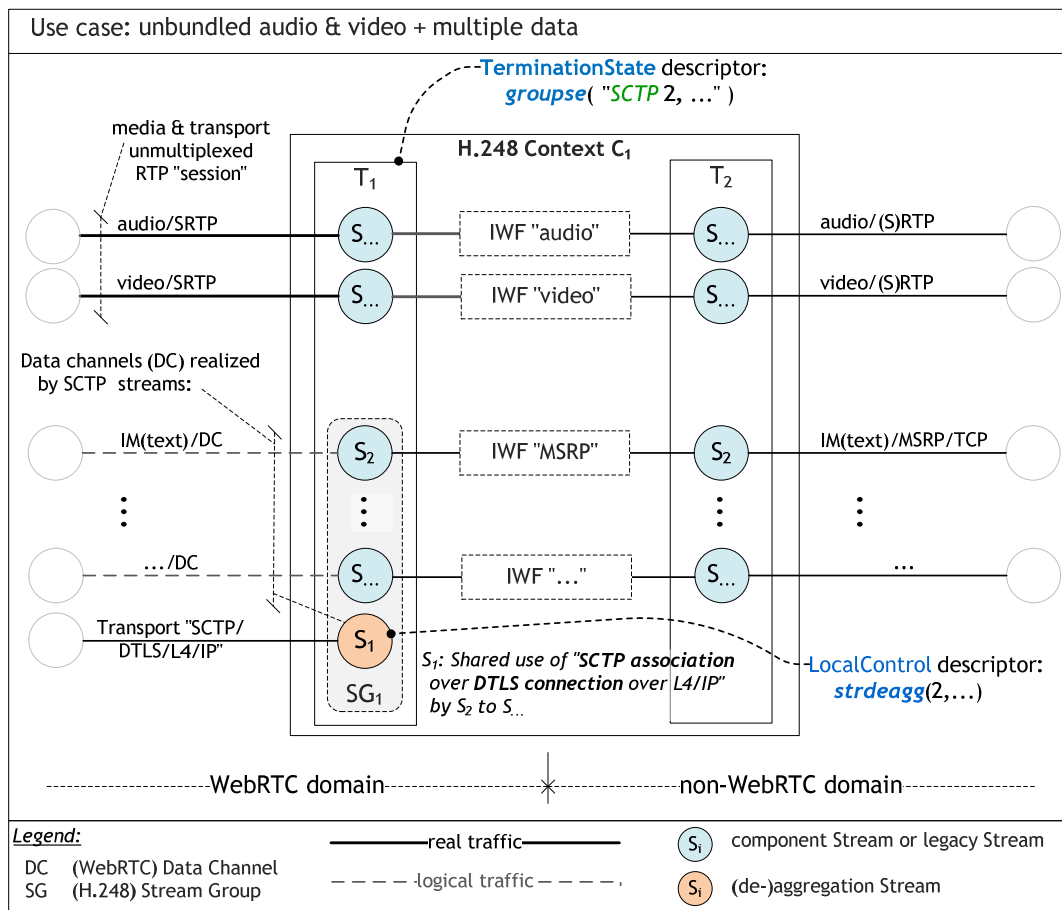 Use case: unbundled audio & video + multiple data
TerminationState descriptor:
groupse( "SCTP 2, ..." )
media & transport
unmultiplexed
RTP "session"
H.248 Context C1
T1
T2
audio/SRTP
S...
IWF "audio"
S...
audio/(S)RTP
video/SRTP
S...
IWF "video"
S...
video/(S)RTP
Data channels (DC) realized
by SCTP streams:
IM(text)/DC
S2
IWF "MSRP"
S2
IM(text)/MSRP/TCP
.../DC
S...
IWF "..."
S...
...
Transport "SCTP/
DTLS/L4/IP"
S1
SG1
S1: Shared use of "SCTP association
over DTLS connection over L4/IP"
by S2 to S...
LocalControl descriptor:
strdeagg(2,...)
WebRTC domain
non-WebRTC domain
Legend:
DC (WebRTC) Data Channel
SG (H.248) Stream Group
real traffic
logical traffic
Si component Stream or legacy Stream
Si (de-)aggregation Stream